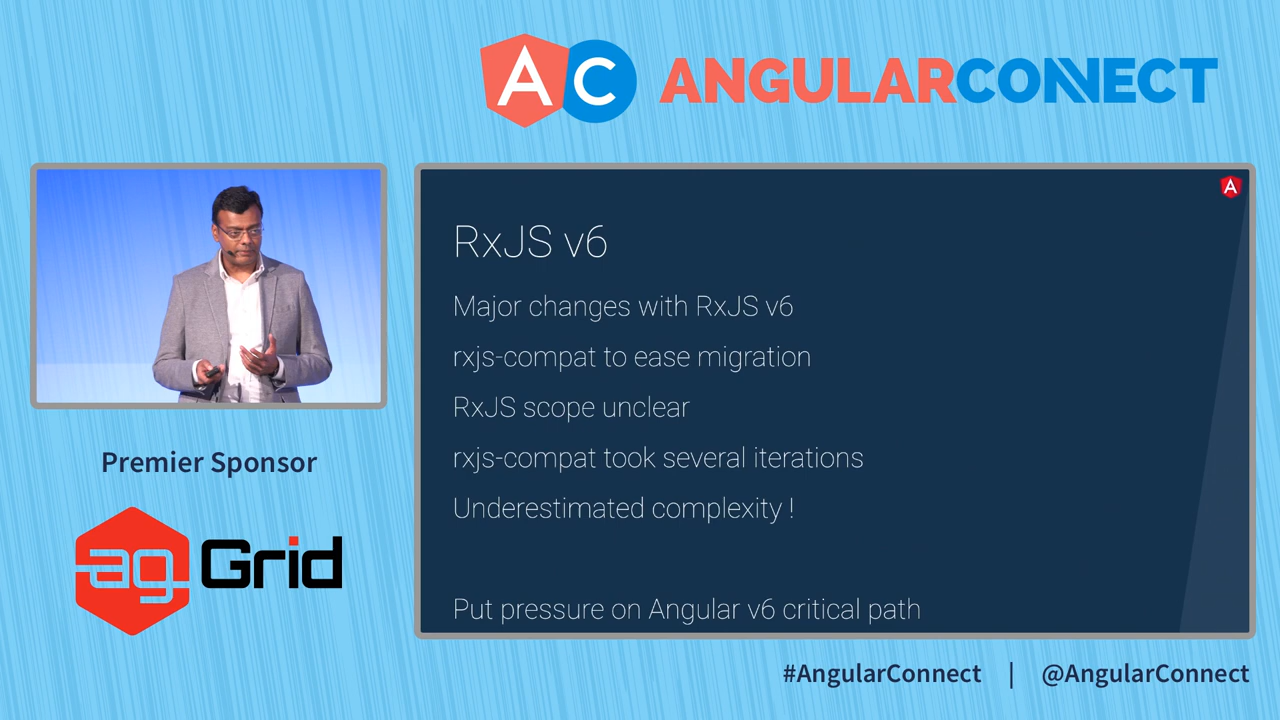 AC ANGULARCONNECT
A
RxJS v6
Major changes with RxJS v6
rxjs-compat to ease migration
RxJS scope unclear
rxjs-compat took several iterations
Underestimated complexity !
Put pressure on Angular v6 critical path
Premier Sponsor
ag Grid
#AngularConnect | @AngularConnect